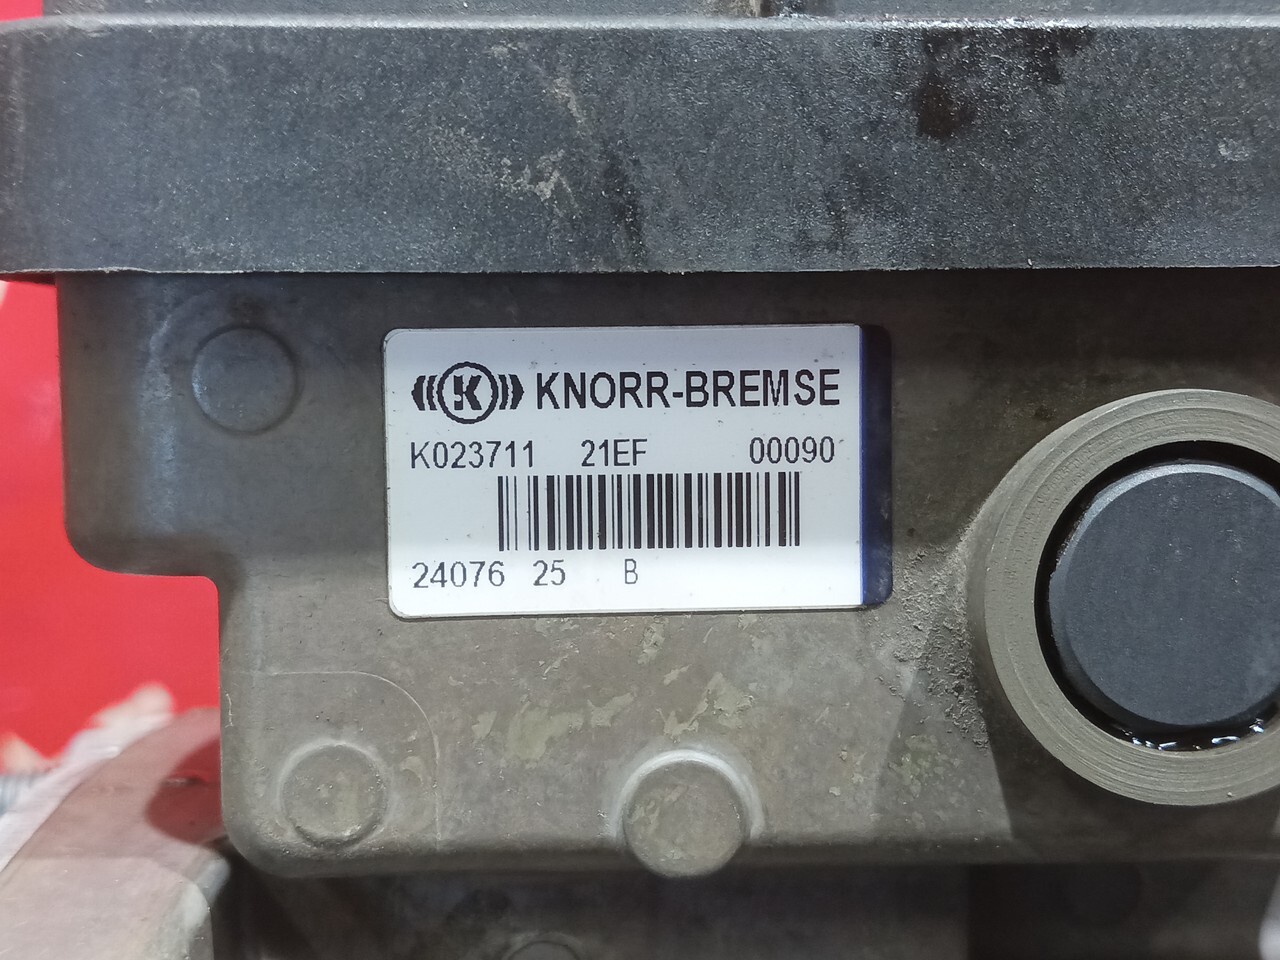 KNORR-BREMSE
K023711 21EF 00090
24076 25 B